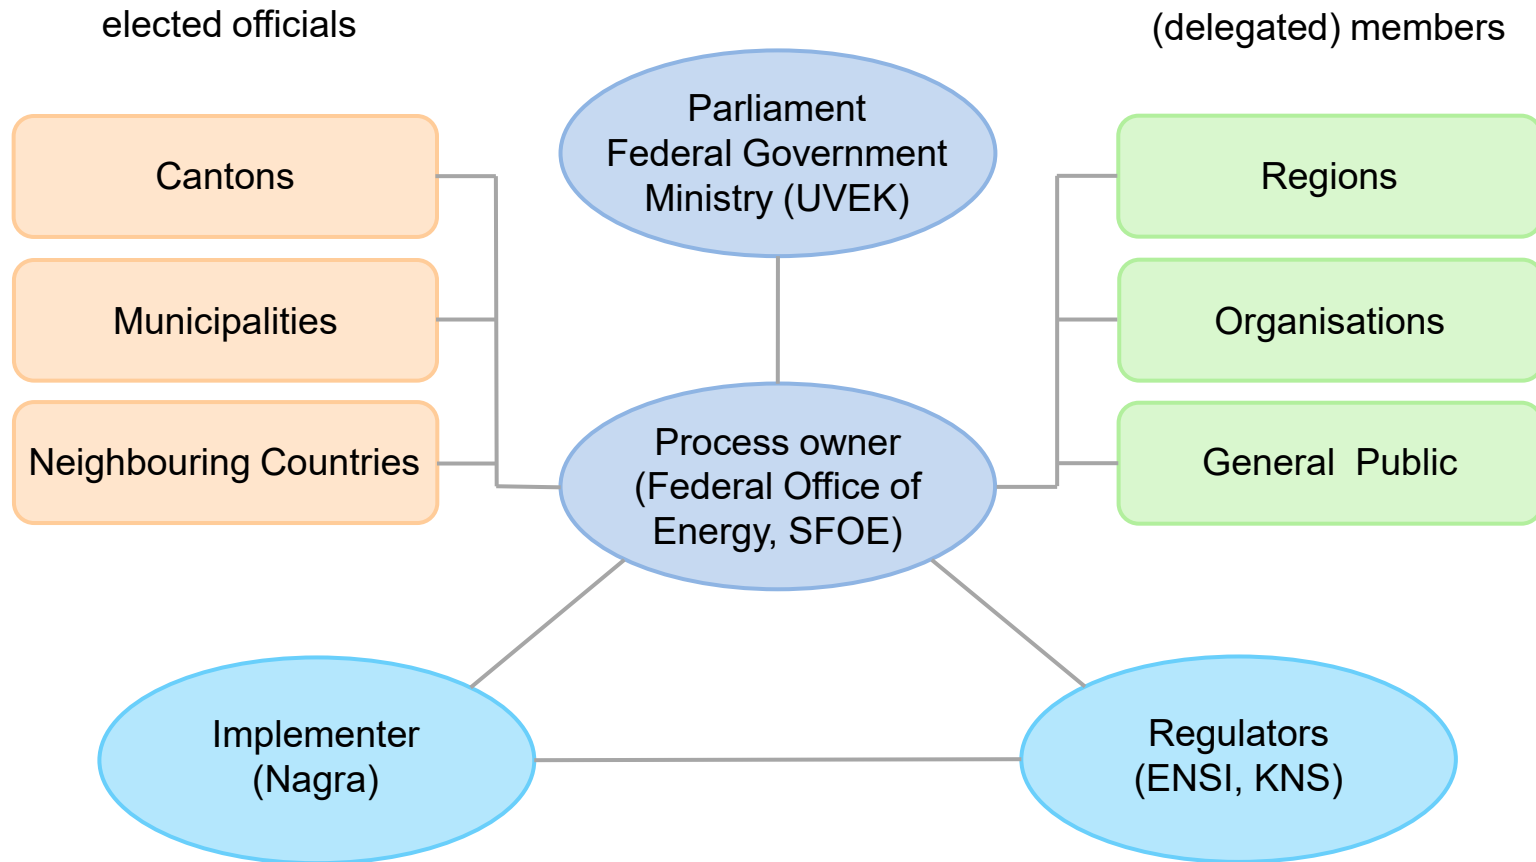 elected officials
(delegated) members
Parliament
Federal Government
Ministry (UVEK)
Cantons
Municipalities
Neighbouring Countries
Regions
Organisations
General  Public
Process owner
(Federal Office of
Energy, SFOE)
Implementer
(Nagra)
Regulators
(ENSI, KNS)